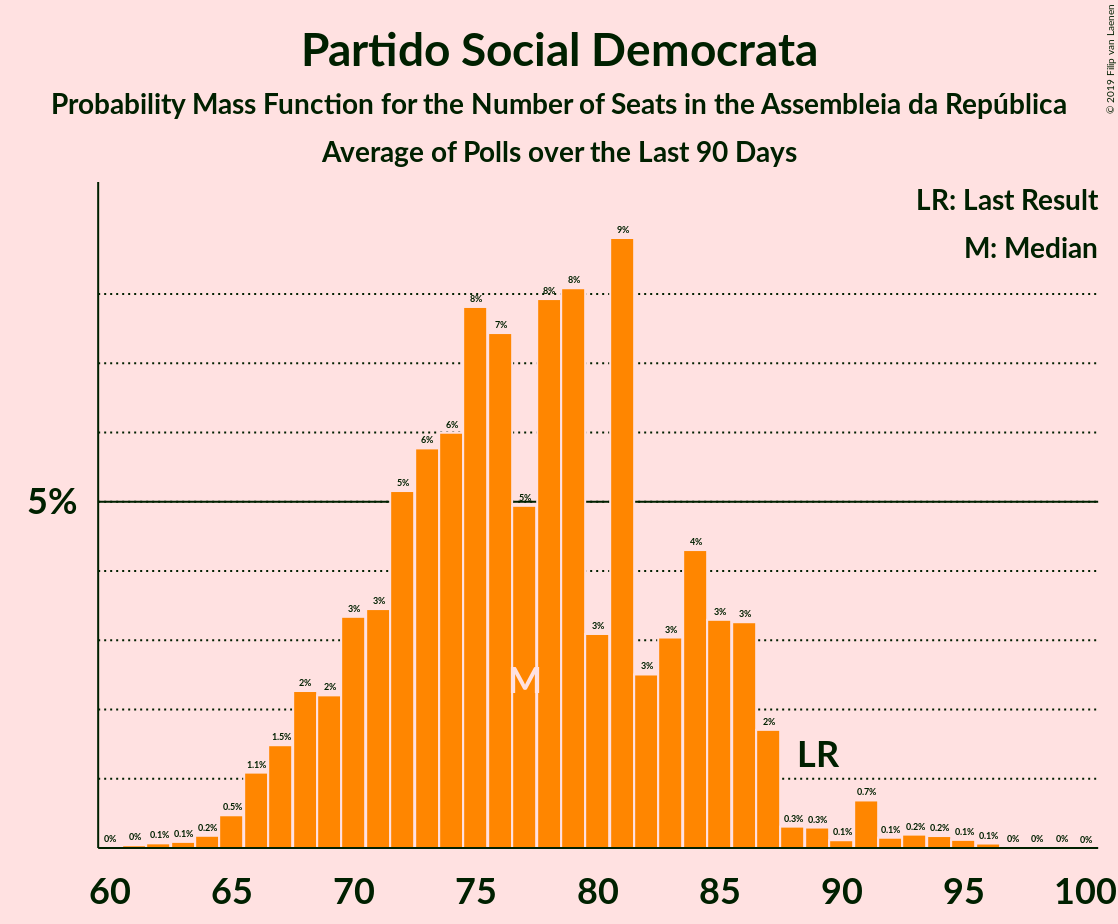 Partido Social Democrata
Probability Mass Function for the Number of Seats in the Assembleia da República
Average of Polls over the Last 90 Days
© 2019 Filip van Laenen
LR: Last Result
M: Median
5%
0% 0% 0.1% 0.1% 0.2% 0.5% 1.1% 1.5% 2% 2% 3% 3% 5% 6% 6% 8% 7% 5% 8% 8% 3% 9% 3% 3% 4% 3% 3% 2% 0.3% 0.3% 0.1% 0.7% 0.1% 0.2% 0.2% 0.1% 0.1% 0% 0% 0% 0%
M
LR
60 65 70 75 80 85 90 95 100